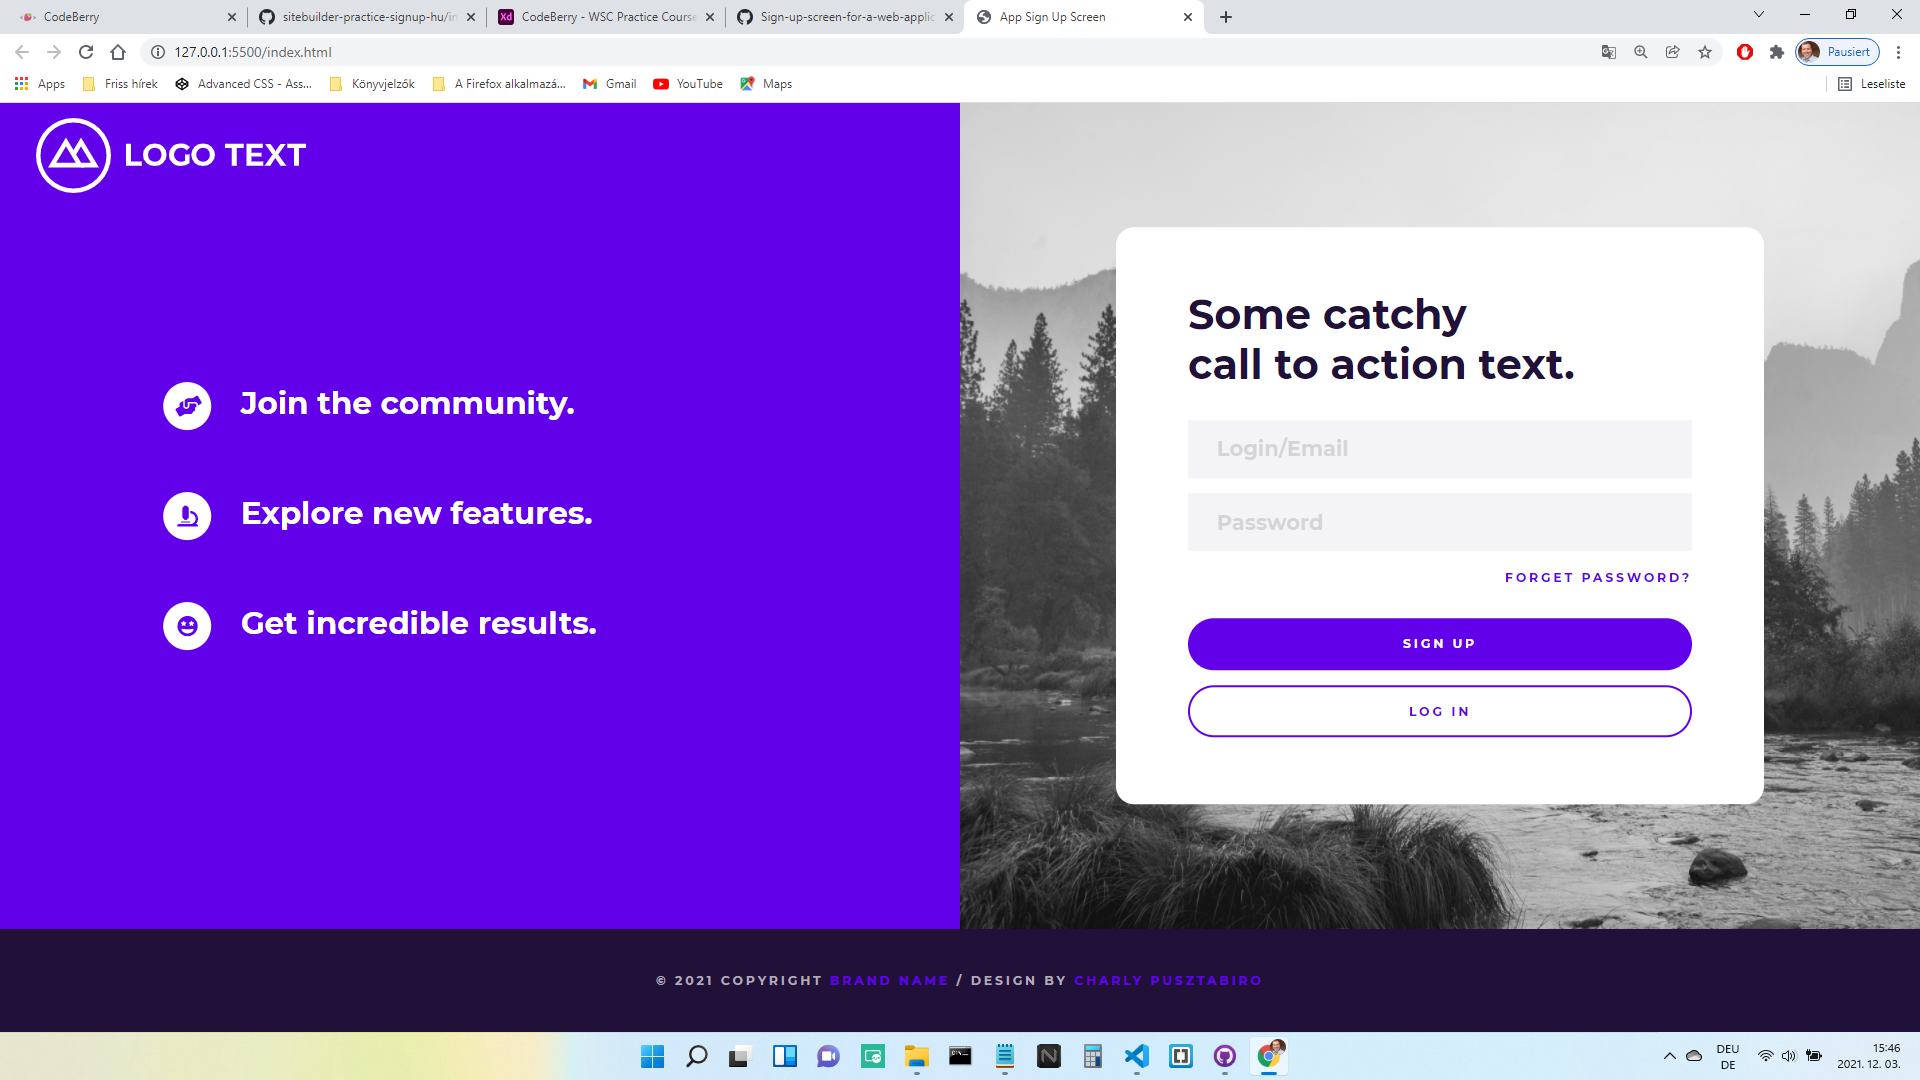 CodeBerry
sitebuilder-practice-signup-hu/in
CodeBerry - WSC Practice Course
Sign-up-screen-for-a-web-applic
App Sign Up Screen
127.0.0.1:5500/index.html
Pausiert
Apps
Friss hírek
Advanced CSS - Ass...
Könyvjelzők
A Firefox alkalmazá...
Gmail
YouTube
Maps
Leseliste
LOGO TEXT
Join the community.
Explore new features.
Get incredible results.
Some catchy
call to action text.
Login/Email
Password
FORGET PASSWORD?
SIGN UP
LOG IN
© 2021 COPYRIGHT BRAND NAME / DESIGN BY CHARLY PUSZTABIRO
DEU
DE
15:46
2021. 12. 03.